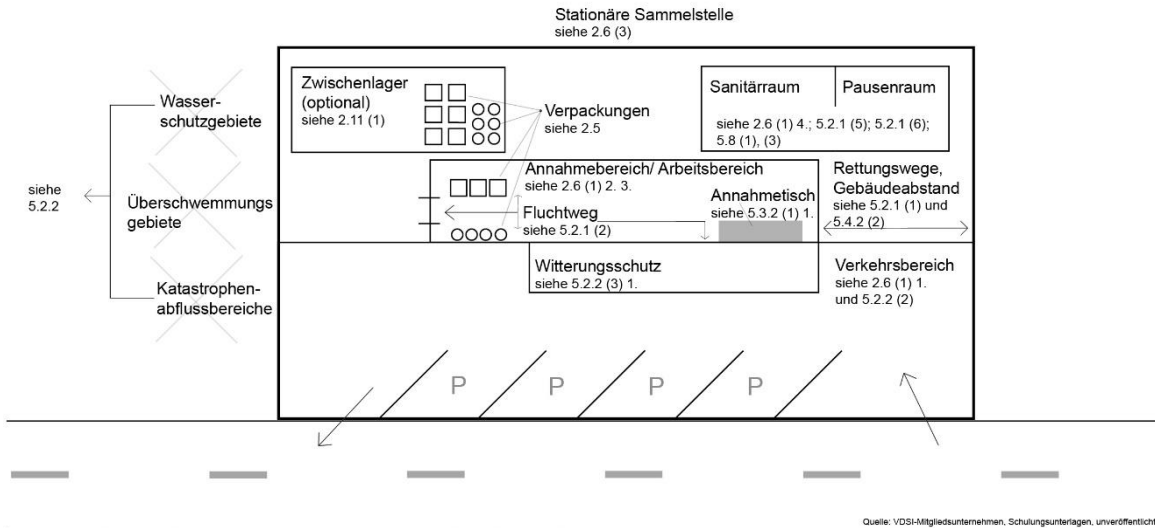 Stationäre Sammelstelle
siehe 2.6 (3)
Zwischenlager
(optional)
siehe 2.11 (1)
Verpackungen
siehe 2.5
Sanitärraum
Pausenraum
siehe 2.6 (1) 4.; 5.2.1 (5); 5.2.1 (6);
5.8 (1), (3)
Wasser-
schutzgebiete
siehe
5.2.2
Überschwemmungs
gebiete
Katastrophen-
abflussbereiche
Annahmebereich/ Arbeitsbereich
siehe 2.6 (1) 2. 3.
Fluchtweg
siehe 5.2.1 (2)
Annahmetisch
siehe 5.3.2 (1) 1.
Rettungswege,
Gebäudeabstand
siehe 5.2.1 (1) und
5.4.2 (2)
Witterungsschutz
siehe 5.2.2 (3) 1.
Verkehrsbereich
siehe 2.6 (1) 1.
und 5.2.2 (2)
P
P
P
P
Quelle: VDSI-Mitgliedsunternehmen, Schulungsunterlagen, unveröffentlicht